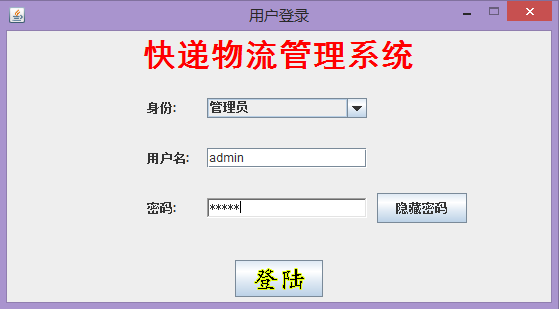 用户登录
快递物流管理系统
身份: 管理员
用户名: admin
密码: ***** 隐藏密码
登陆